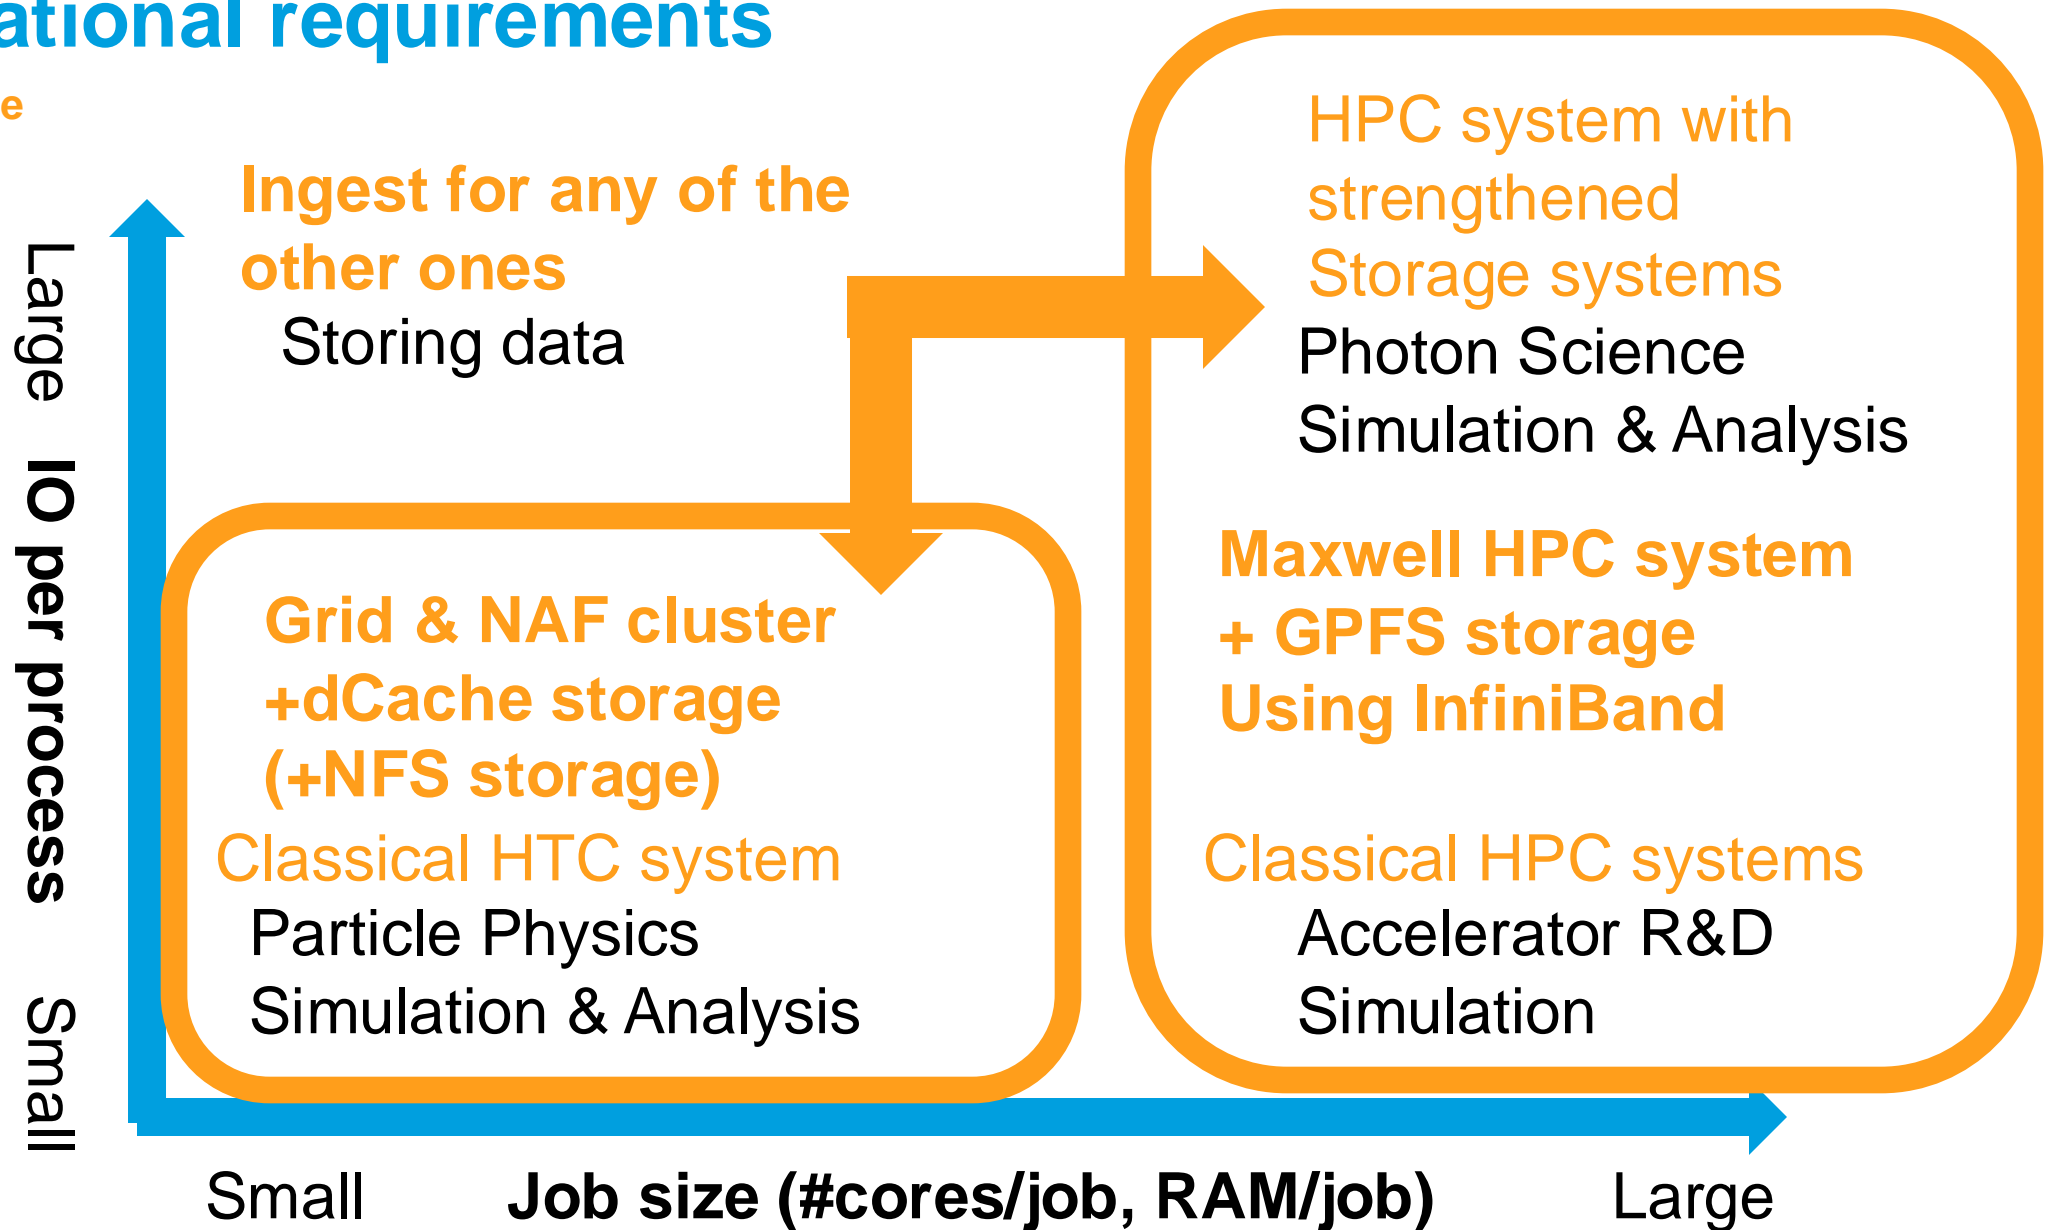 ational requirements
e
Ingest for any of the
other ones
Storing data
HPC system with
strengthened
Storage systems
Photon Science
Simulation & Analysis
Maxwell HPC system
+ GPFS storage
Using InfiniBand
Classical HPC systems
Accelerator R&D
Simulation
Grid & NAF cluster
+dCache storage
(+NFS storage)
Classical HTC system
Particle Physics
Simulation & Analysis
Large IO per process Small
Small Job size (#cores/job, RAM/job) Large